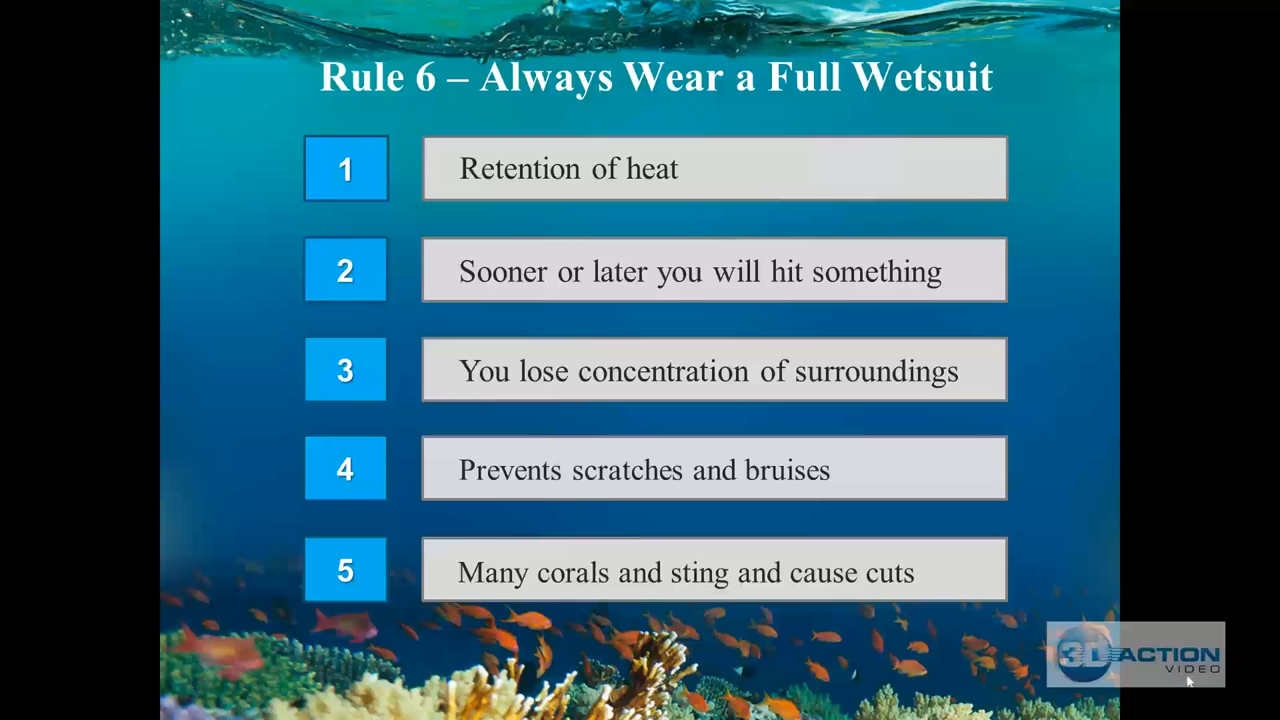 Rule 6 – Always Wear a Full Wetsuit
1 Retention of heat
2 Sooner or later you will hit something
3 You lose concentration of surroundings
4 Prevents scratches and bruises
5 Many corals and sting and cause cuts
3D ACTION
VIDEO